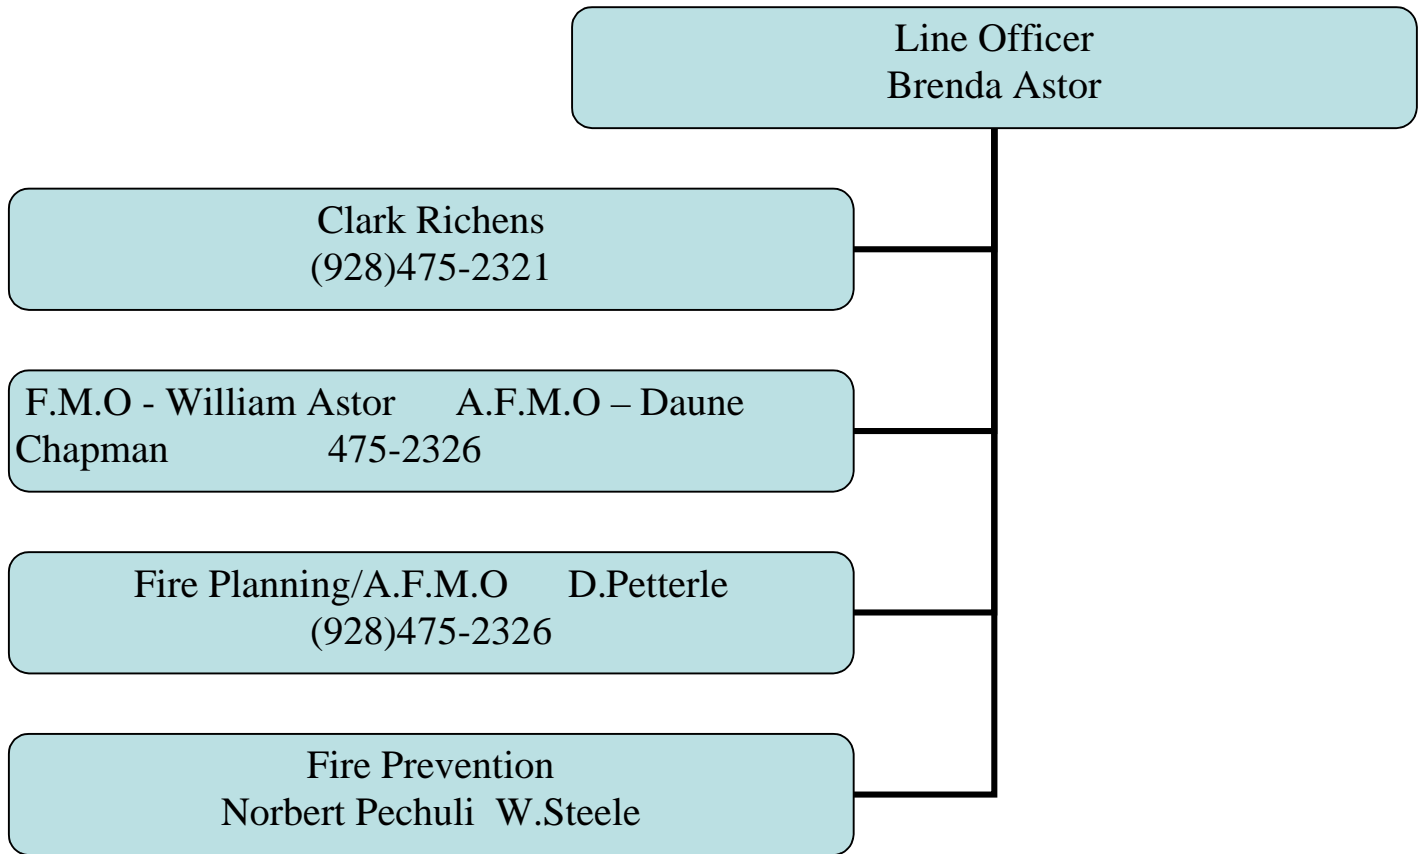 Line Officer
Brenda Astor
Clark Richens
(928)475-2321
F.M.O - William Astor A.F.M.O – Daune
Chapman 475-2326
Fire Planning/A.F.M.O D.Petterle
(928)475-2326
Fire Prevention
Norbert Pechuli W.Steele